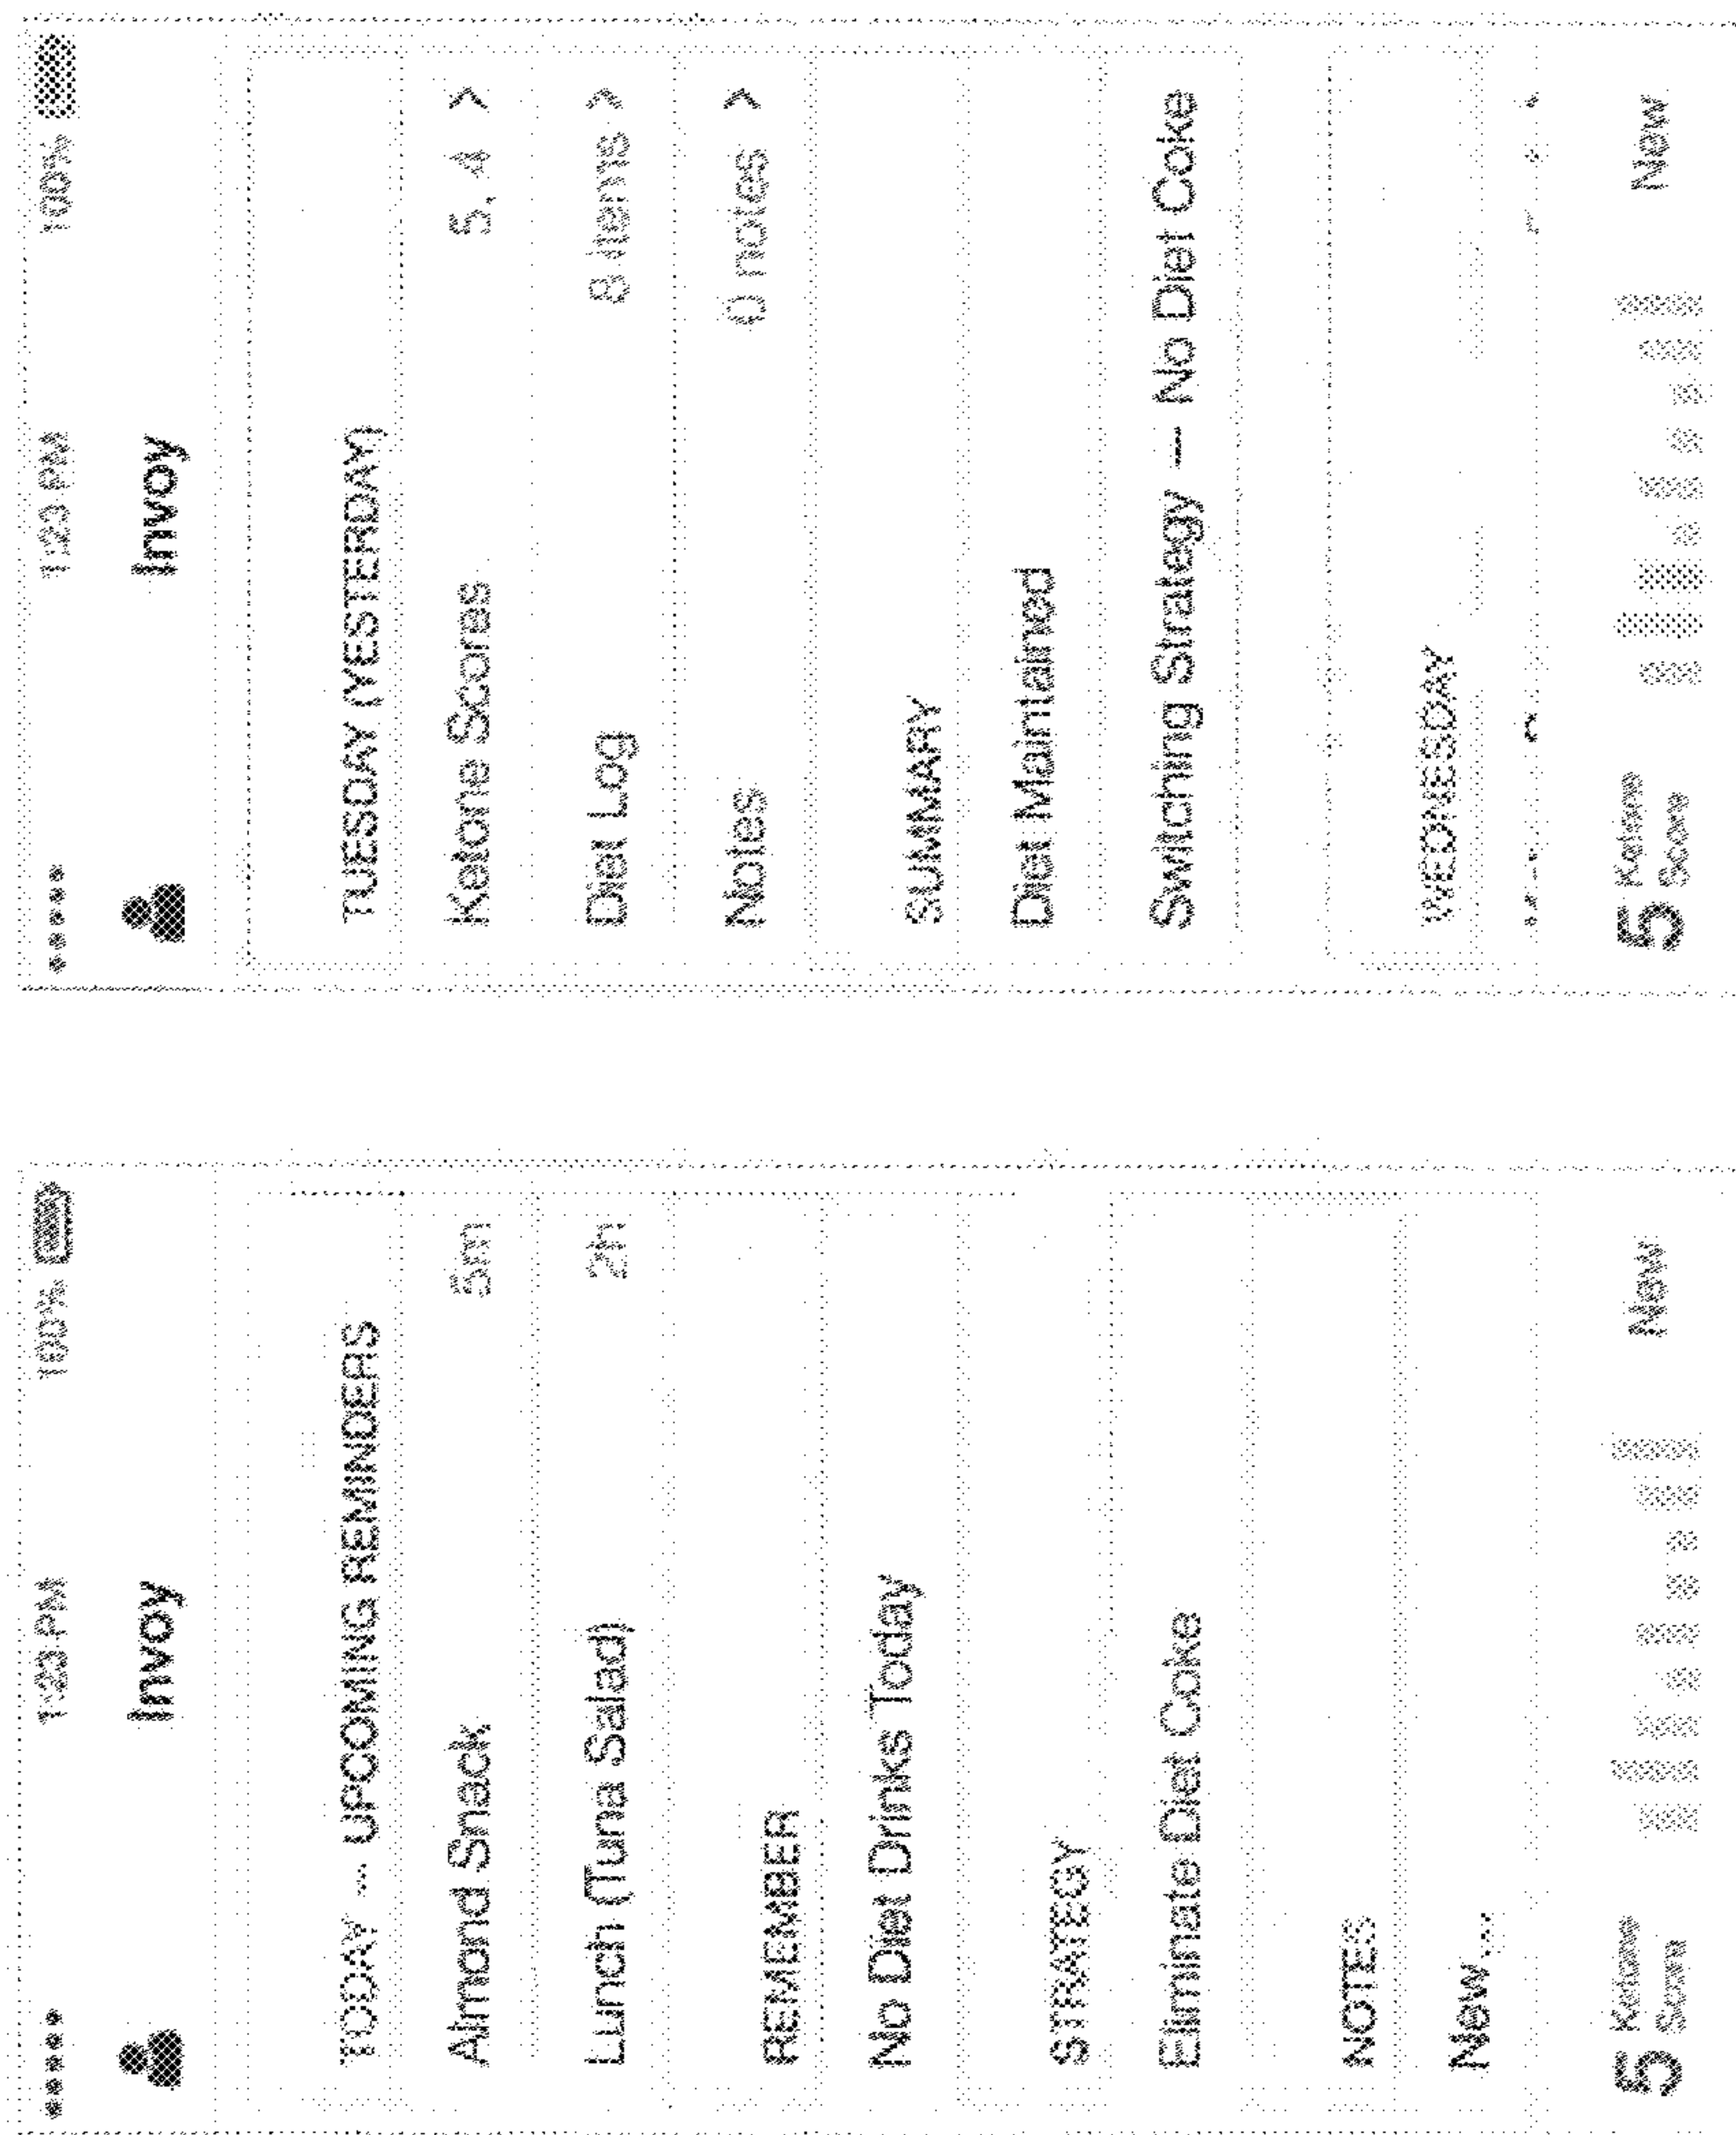 1:23 PM 100%
Invoy
TODAY – UPCOMING REMINDERS
Almond Snack 5m
Lunch (Tuna Salad) 2h
REMEMBER
No Diet Drinks Today
STRATEGY
Eliminate Diet Coke
NOTES
New...
5 Ketone Score New
1:23 PM 100%
Invoy
TUESDAY (YESTERDAY)
Ketone Scores 5, 4 >
Diet Log 8 items >
Notes 0 notes >
SUMMARY
Diet Maintained
Switching Strategy – No Diet Coke
WEDNESDAY
5 Ketone Score New